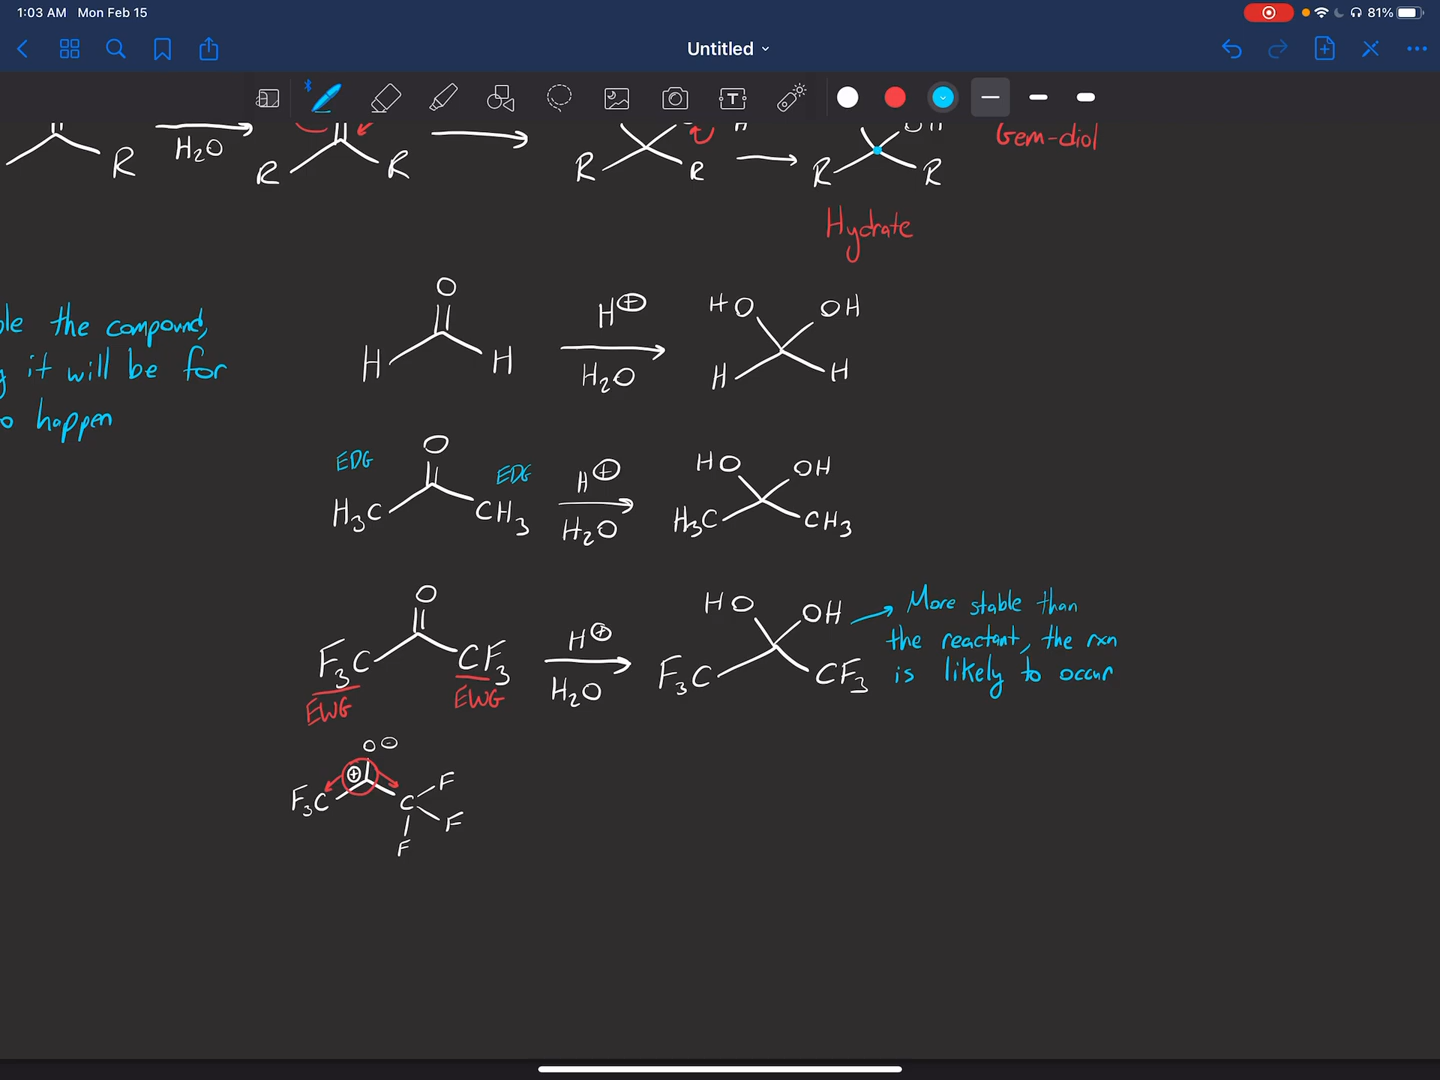 1:03 AM Mon Feb 15
81%
Untitled
H₂O
R
R
R
R
R
H
R
R
Gem-diol
Hydrate
the compound,
it will be for
happen
O
H
H
H⊕
H₂O
HO
OH
H
H
EDG
O
EDG
H₃C
CH₃
H⊕
H₂O
HO
OH
H₃C
CH₃
O
F₃C
CF₃
EWG
EWG
H⊕
H₂O
HO
OH
F₃C
CF₃
→ More stable than
the reactant, the rxn
is likely to occur
O⊖
⊕
F₃C
C
F
F
F